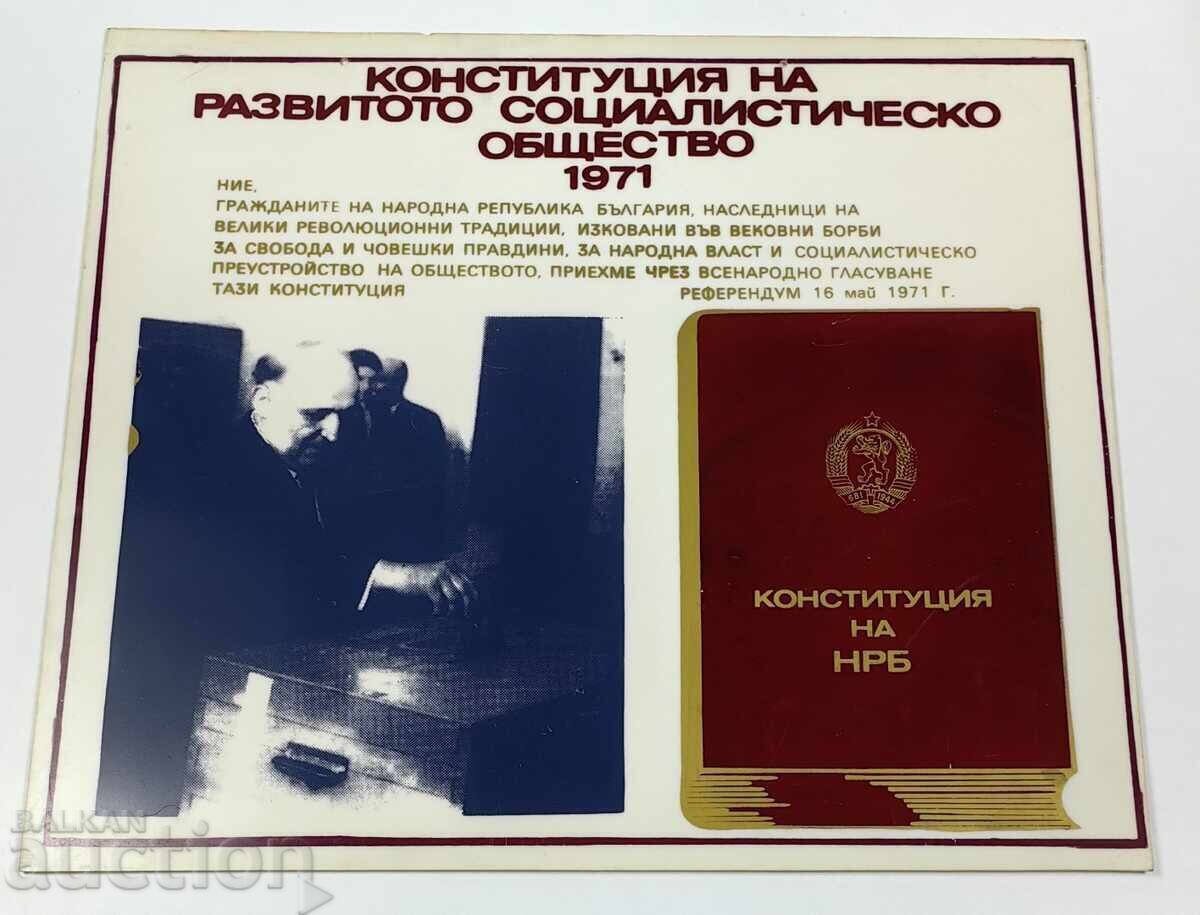 КОНСТИТУЦИЯ НА
РАЗВИТОТО СОЦИАЛИСТИЧЕСКО
ОБЩЕСТВО
1971
НИЕ,
ГРАЖДАНИТЕ НА НАРОДНА РЕПУБЛИКА БЪЛГАРИЯ, НАСЛЕДНИЦИ НА
ВЕЛИКИ РЕВОЛЮЦИОННИ ТРАДИЦИИ, ИЗКОВАНИ ВЪВ ВЕКОВНИ БОРБИ
ЗА СВОБОДА И ЧОВЕШКИ ПРАВДИНИ, ЗА НАРОДНА ВЛАСТ И СОЦИАЛИСТИЧЕСКО
ПРЕУСТРОЙСТВО НА ОБЩЕСТВОТО, ПРИЕХМЕ ЧРЕЗ ВСЕНАРОДНО ГЛАСУВАНЕ
ТАЗИ КОНСТИТУЦИЯ РЕФЕРЕНДУМ 16 май 1971 Г.
681 1944
КОНСТИТУЦИЯ
НА
НРБ
BALKAN
auction